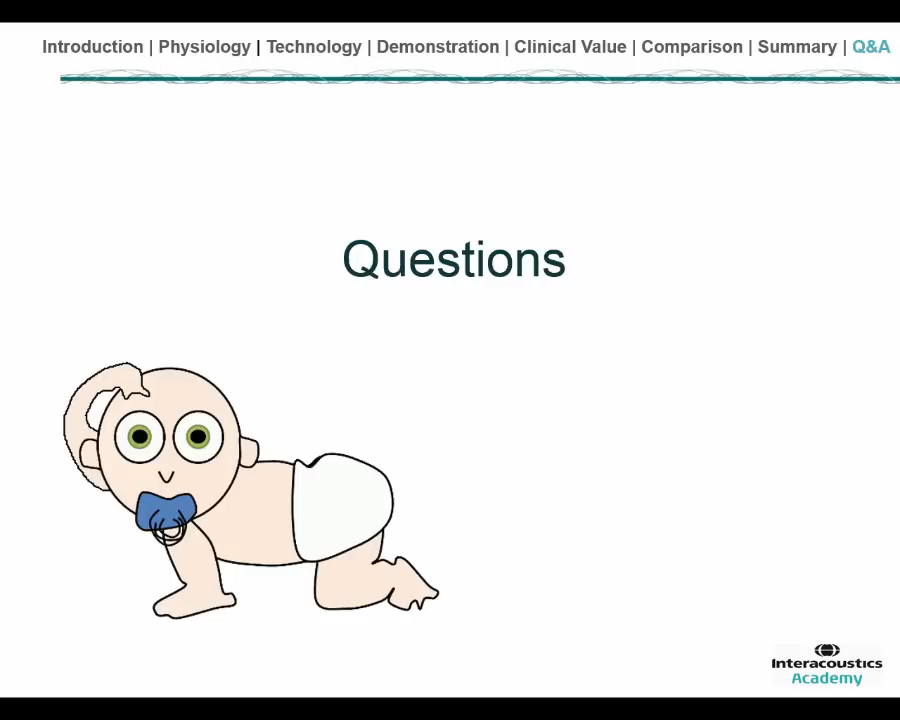 Introduction | Physiology | Technology | Demonstration | Clinical Value | Comparison | Summary | Q&A
Questions
Interacoustics
Academy